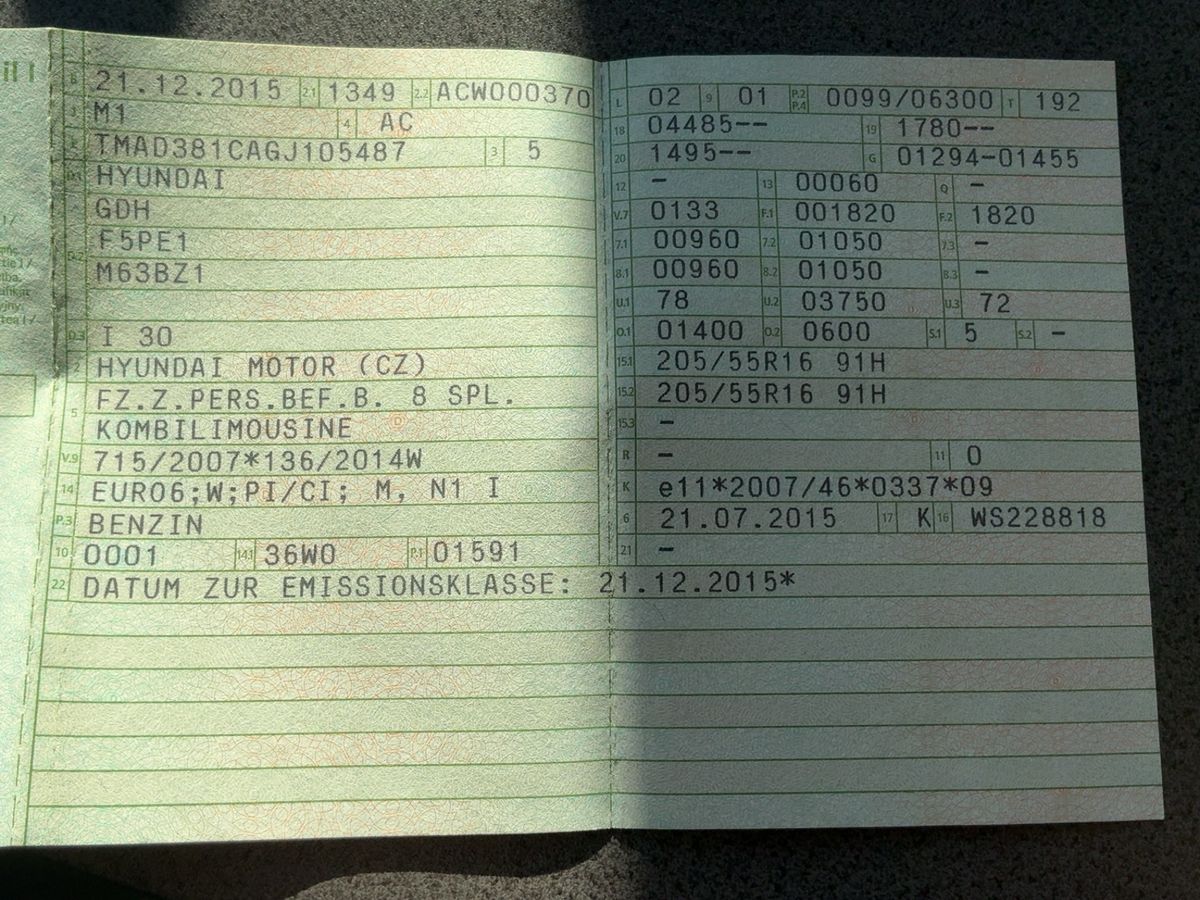 B 21.12.2015 2.1 1349 2.2 ACW000370
J M1 4 AC
E TMAD381CAGJ105487 3 5
D.1 HYUNDAI
GDH
D.2 F5PE1
M63BZ1
D.3 I 30
2 HYUNDAI MOTOR (CZ)
5 FZ.Z.PERS.BEF.B. 8 SPL.
KOMBILIMOUSINE
V.9 715/2007*136/2014W
14 EURO6;W;PI/CI; M, N1 I
P.3 BENZIN
10 0001 14.1 36W0 P.1 01591
22 DATUM ZUR EMISSIONSKLASSE: 21.12.2015*
L 02 9 01 P.2 P.4 0099/06300 T 192
18 04485-- 19 1780--
20 1495-- G 01294-01455
12 - 13 00060 Q -
V.7 0133 F.1 001820 F.2 1820
7.1 00960 7.2 01050 7.3 -
8.1 00960 8.2 01050 8.3 -
U.1 78 U.2 03750 U.3 72
O.1 01400 O.2 0600 S.1 5 S.2 -
15.1 205/55R16 91H
15.2 205/55R16 91H
15.3 -
R - 11 0
K e11*2007/46*0337*09
6 21.07.2015 17 K 16 WS228818
21 -